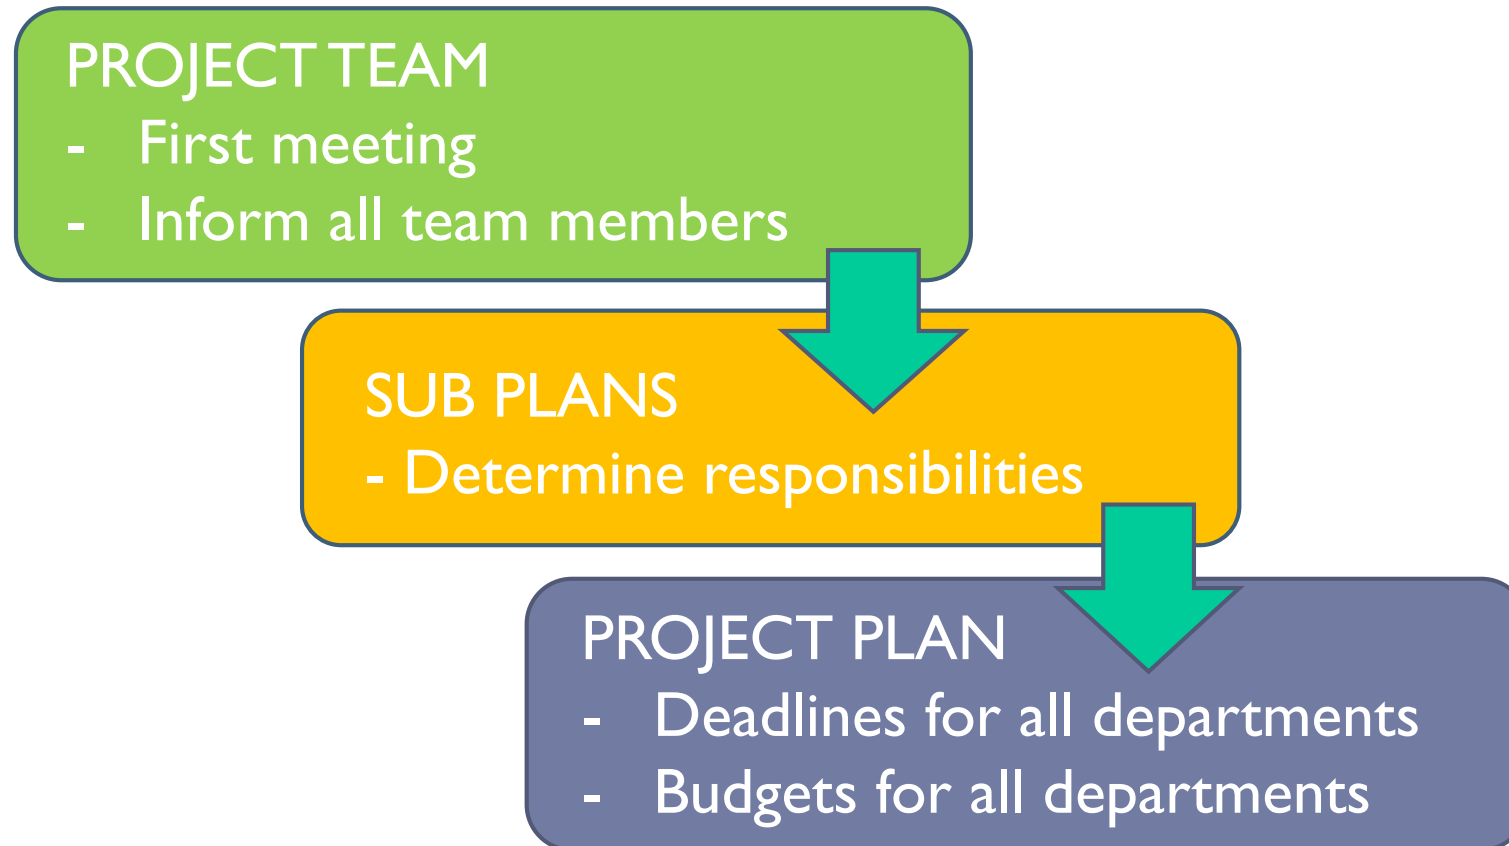 PROJECT TEAM
- First meeting
- Inform all team members
SUB PLANS
- Determine responsibilities
PROJECT PLAN
- Deadlines for all departments
- Budgets for all departments